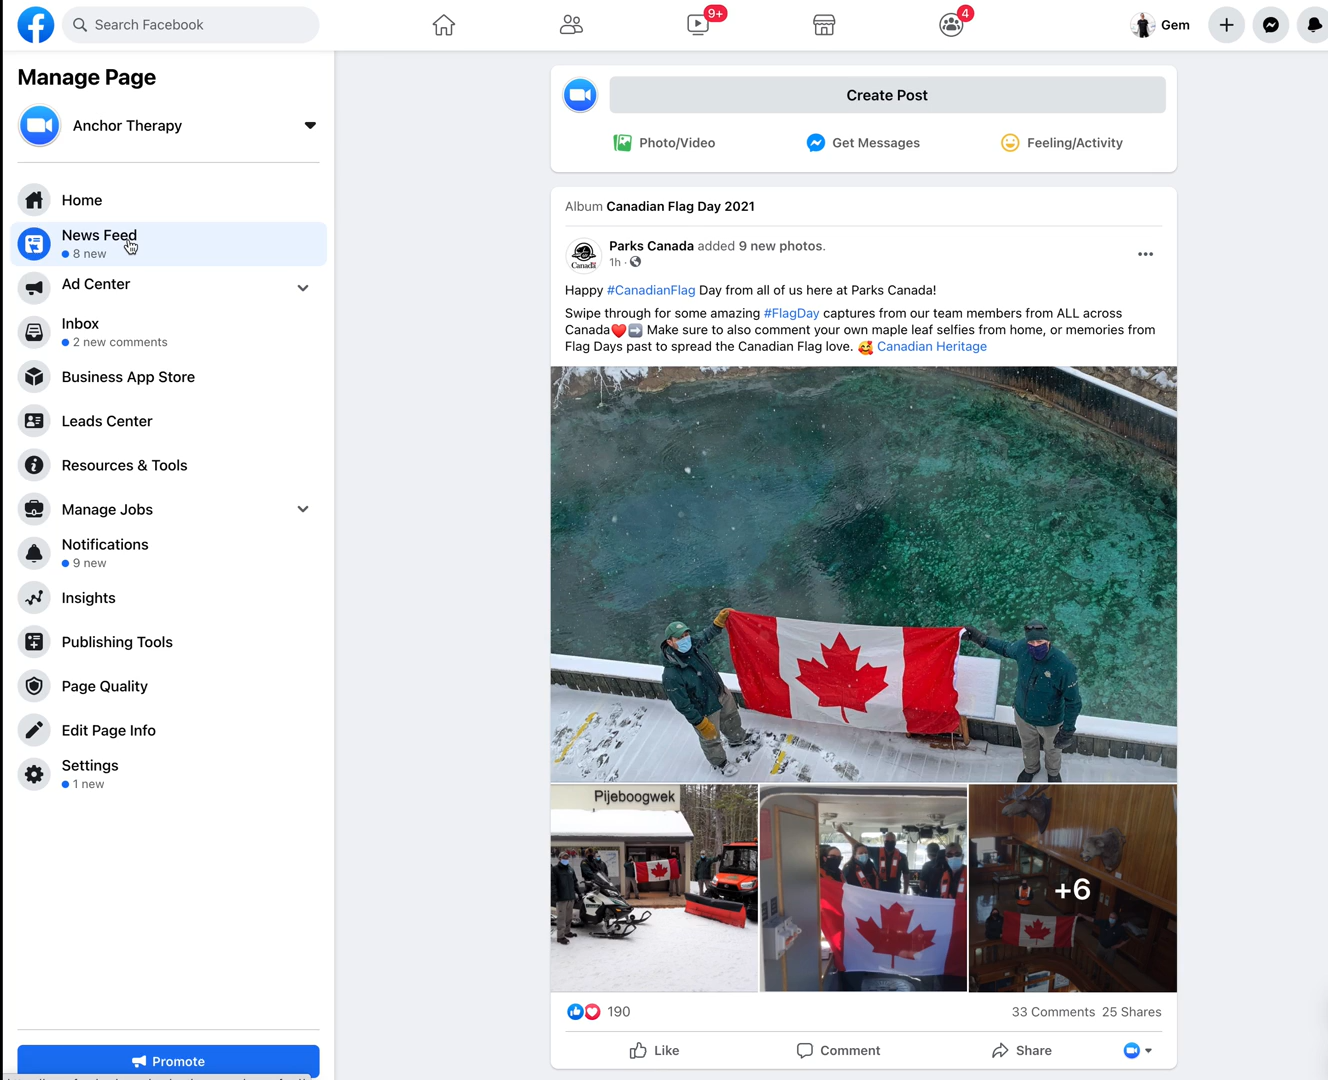 Search Facebook
9+
4
Gem
Manage Page
Anchor Therapy
Home
News Feed
8 new
Ad Center
Inbox
2 new comments
Business App Store
Leads Center
Resources & Tools
Manage Jobs
Notifications
9 new
Insights
Publishing Tools
Page Quality
Edit Page Info
Settings
1 new
Promote
Create Post
Photo/Video
Get Messages
Feeling/Activity
Album Canadian Flag Day 2021
Parks Canada added 9 new photos.
1h ·
Happy #CanadianFlag Day from all of us here at Parks Canada!
Swipe through for some amazing #FlagDay captures from our team members from ALL across
Canada❤️➡️ Make sure to also comment your own maple leaf selfies from home, or memories from
Flag Days past to spread the Canadian Flag love. 🥰 Canadian Heritage
Pijeboogwek
+6
190
33 Comments 25 Shares
Like
Comment
Share